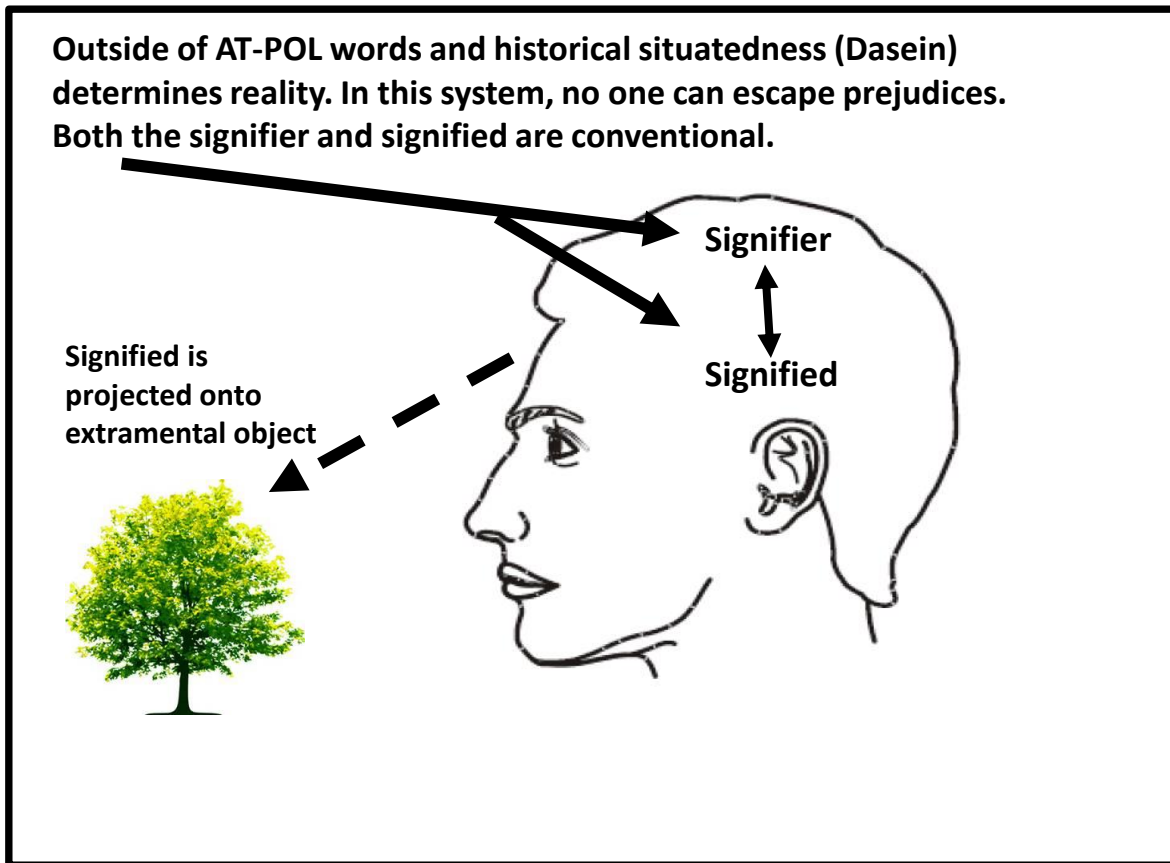 Outside of AT-POL words and historical situatedness (Dasein)
determines reality. In this system, no one can escape prejudices.
Both the signifier and signified are conventional.
Signifier
Signified
Signified is
projected onto
extramental object